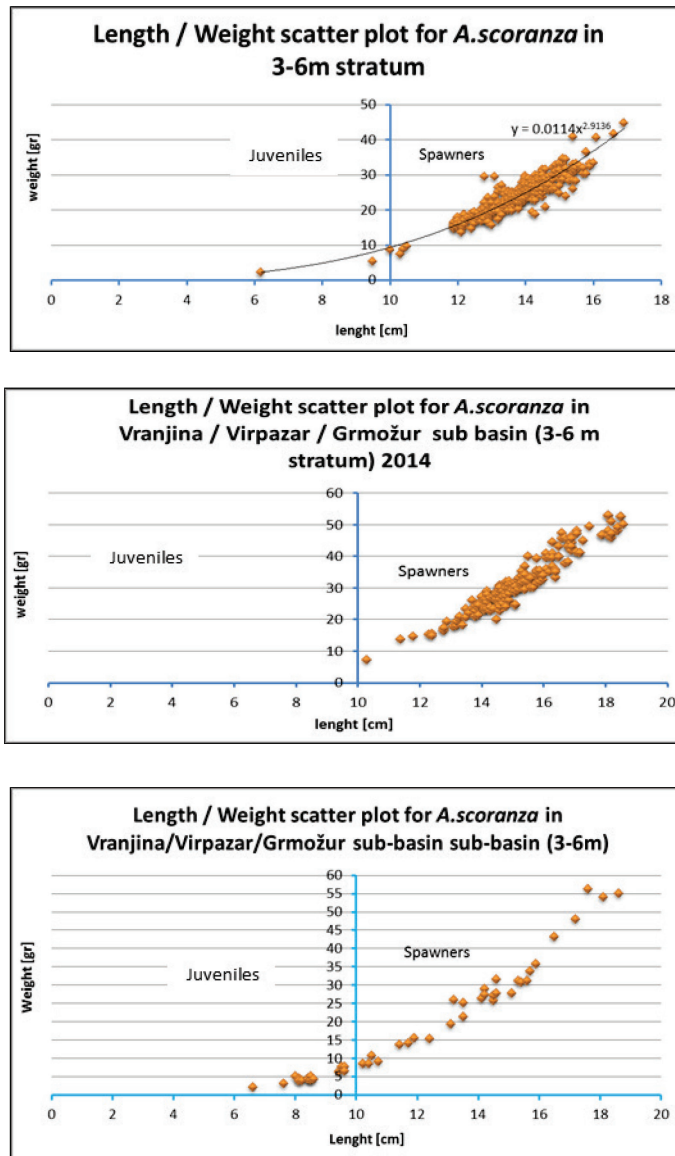 Length / Weight scatter plot for A.scoranza in
3-6m stratum
50
40
30
20
10
0
weight [gr]
Juveniles
Spawners
y = 0.0114x^2.9136
0 2 4 6 8 10 12 14 16 18
lenght [cm]
Length / Weight scatter plot for A.scoranza in
Vranjina / Virpazar / Grmožur sub basin (3-6 m
stratum) 2014
60
50
40
30
20
10
0
weight [gr]
Juveniles
Spawners
0 2 4 6 8 10 12 14 16 18 20
lenght [cm]
Length / Weight scatter plot for A.scoranza in
Vranjina/Virpazar/Grmožur sub-basin sub-basin (3-6m)
60
55
50
45
40
35
30
25
20
15
10
5
0
Weight [gr]
Juveniles
Spawners
0 2 4 6 8 10 12 14 16 18 20
Lenght [cm]